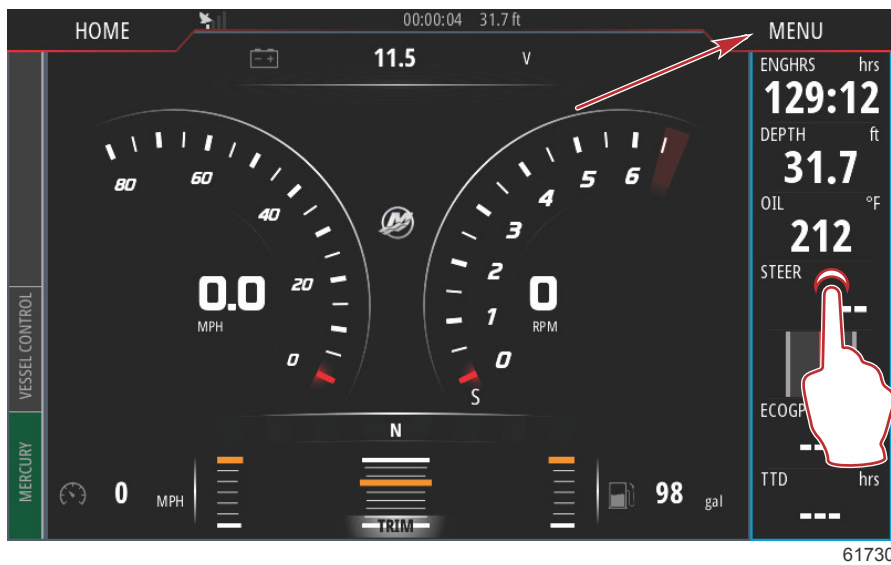 HOME
00:00:04 31.7 ft
MENU
11.5 V
ENGHRS hrs
129:12
DEPTH ft
31.7
OIL °F
212
STEER
--
80 60 40 20 0
0.0
MPH
6 5 4 3 2 1 0
0
RPM
S
N
VESSEL CONTROL
MERCURY
0 MPH
TRIM
98 gal
TTD hrs
---
61730